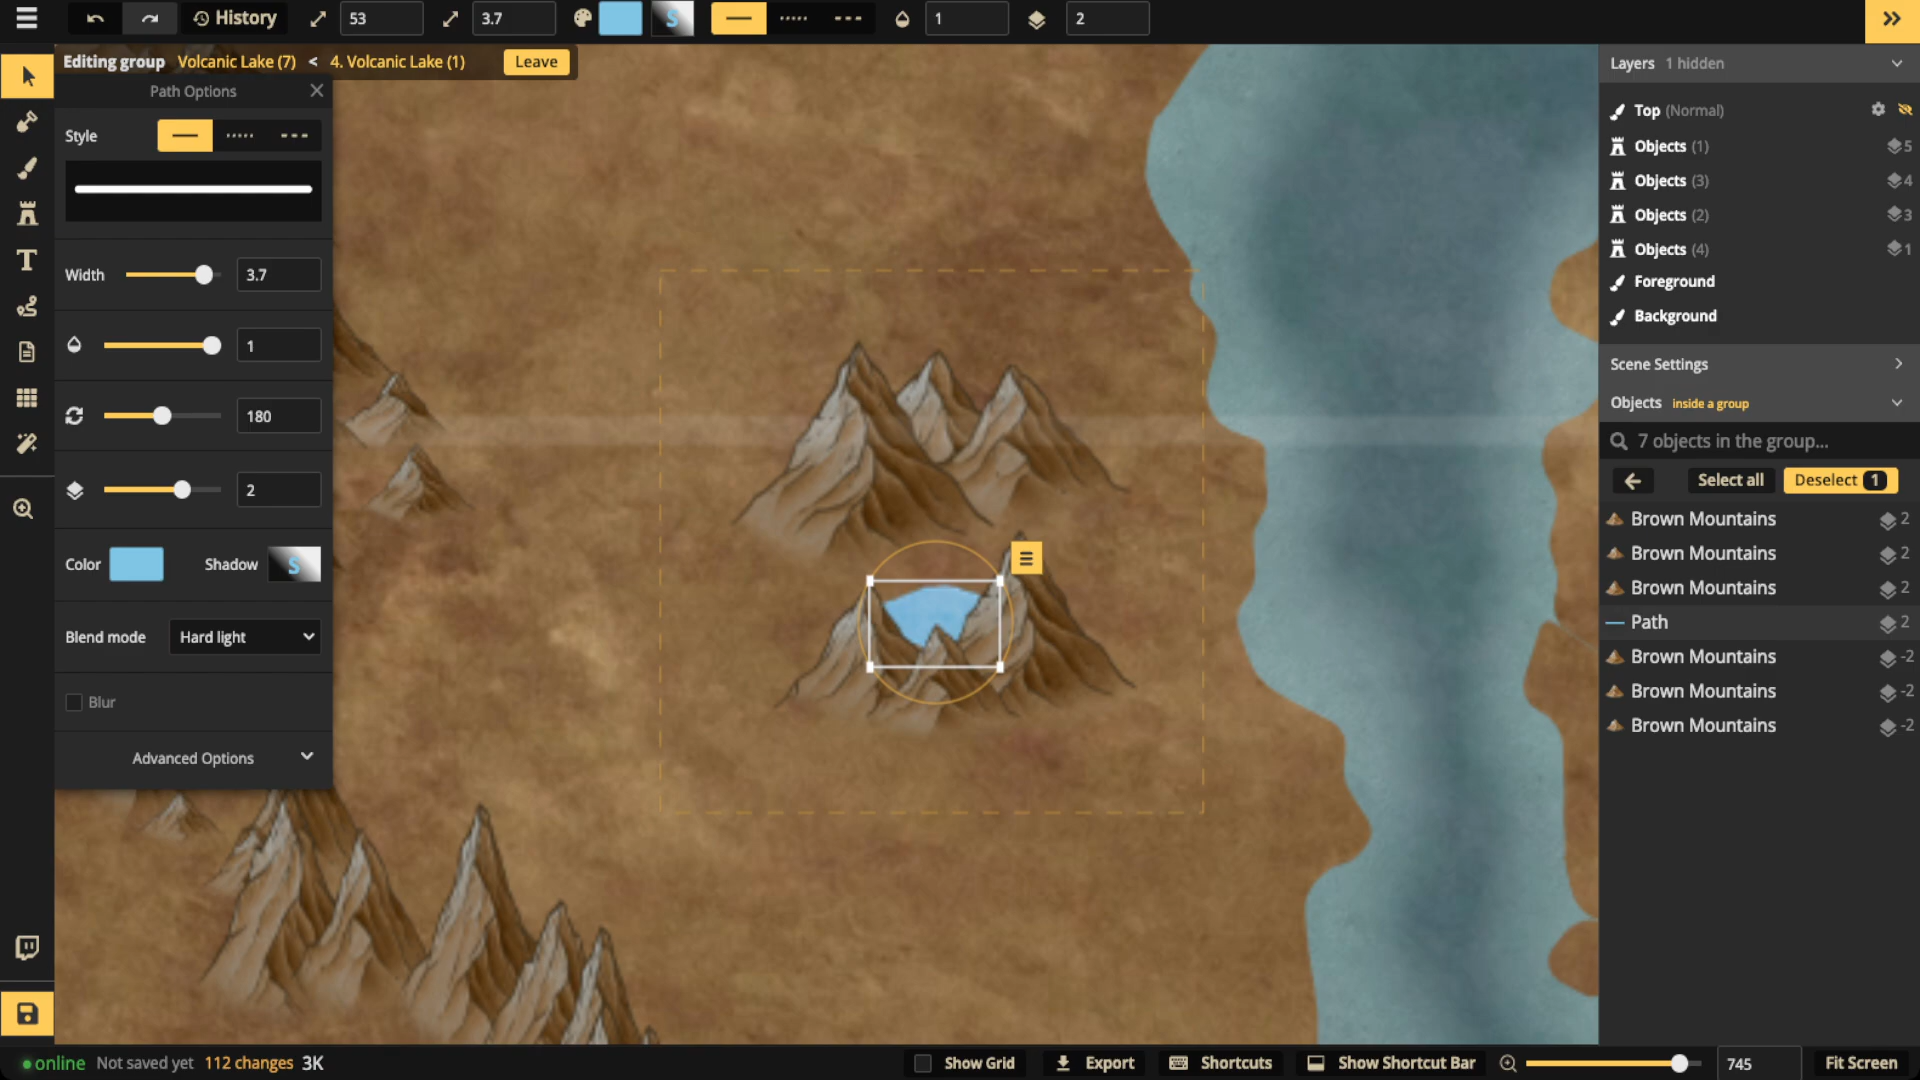 History 53 3.7 S 1 2
Editing group Volcanic Lake (7) < 4. Volcanic Lake (1) Leave
Path Options
Style
Width 3.7
1
180
2
Color Shadow S
Blend mode Hard light
Blur
Advanced Options
Layers 1 hidden
Top (Normal)
Objects (1) 5
Objects (3) 4
Objects (2) 3
Objects (4) 1
Foreground
Background
Scene Settings
Objects inside a group
7 objects in the group...
Select all Deselect 1
Brown Mountains 2
Brown Mountains 2
Brown Mountains 2
Path 2
Brown Mountains -2
Brown Mountains -2
Brown Mountains -2
online Not saved yet 112 changes 3K Show Grid Export Shortcuts Show Shortcut Bar 745 Fit Screen